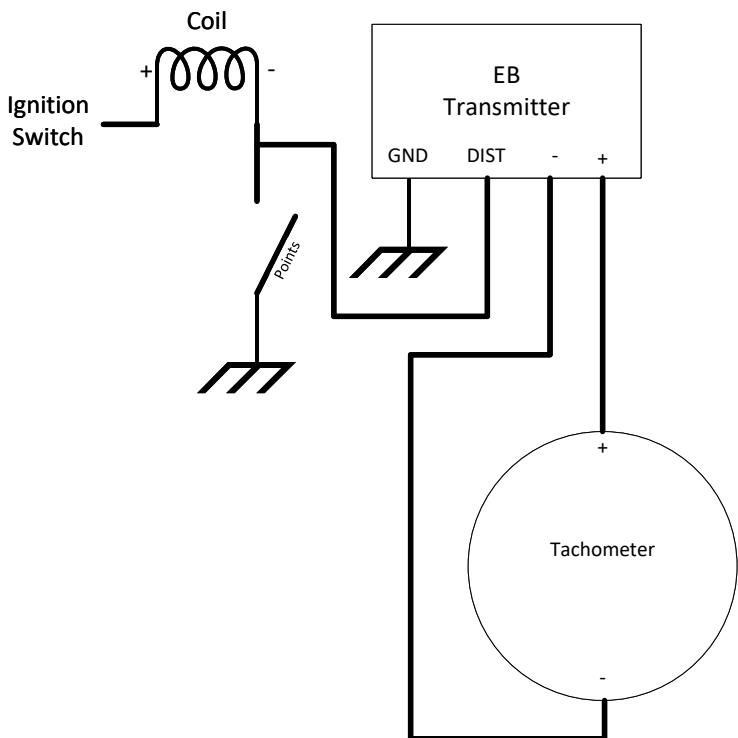 Coil
+ -
Ignition
Switch
EB
Transmitter
GND DIST - +
Points
+
Tachometer
-